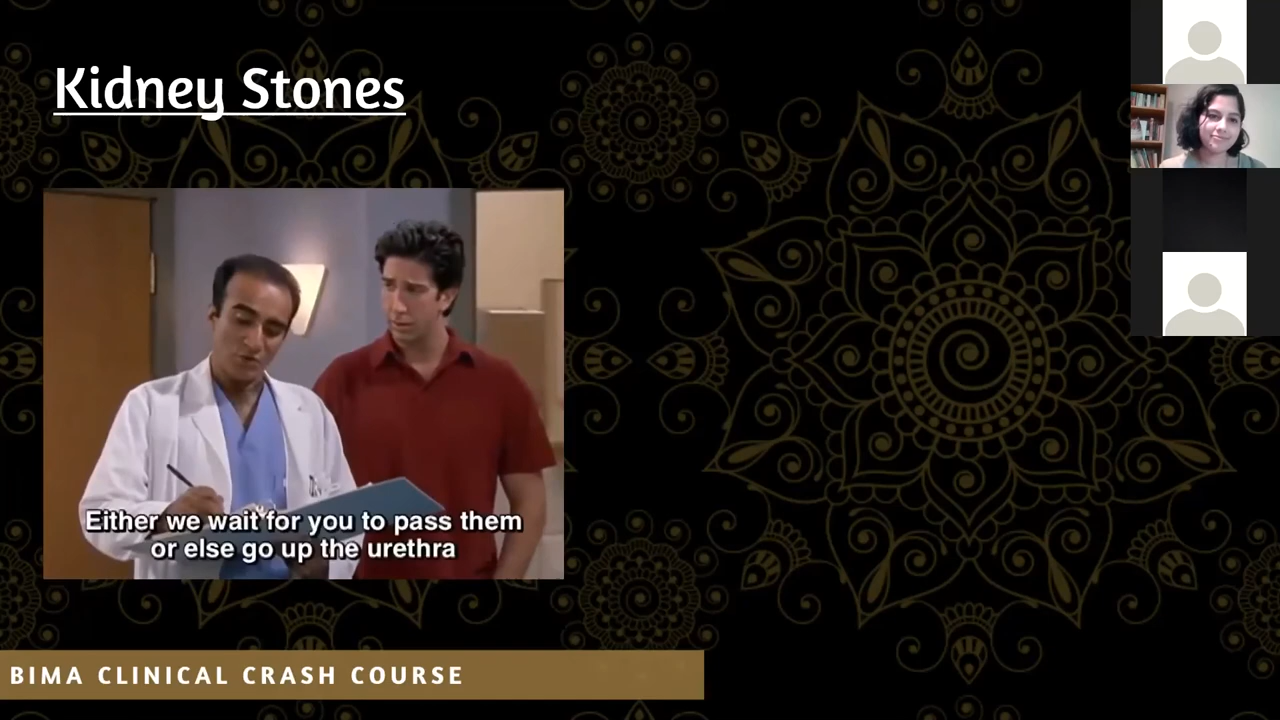 Kidney Stones
Either we wait for you to pass them
or else go up the urethra
BIMA CLINICAL CRASH COURSE